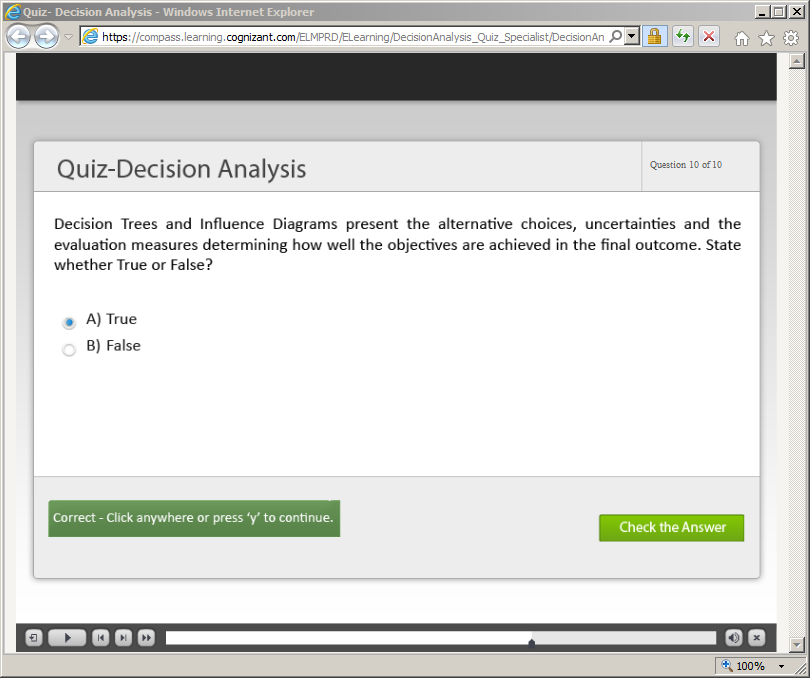 Quiz- Decision Analysis - Windows Internet Explorer
https://compass.learning.cognizant.com/ELMPRD/ELearning/DecisionAnalysis_Quiz_Specialist/DecisionAn
Quiz-Decision Analysis
Question 10 of 10
Decision Trees and Influence Diagrams present the alternative choices, uncertainties and the
evaluation measures determining how well the objectives are achieved in the final outcome. State
whether True or False?
A) True
B) False
Correct - Click anywhere or press ‘y’ to continue.
Check the Answer
100%